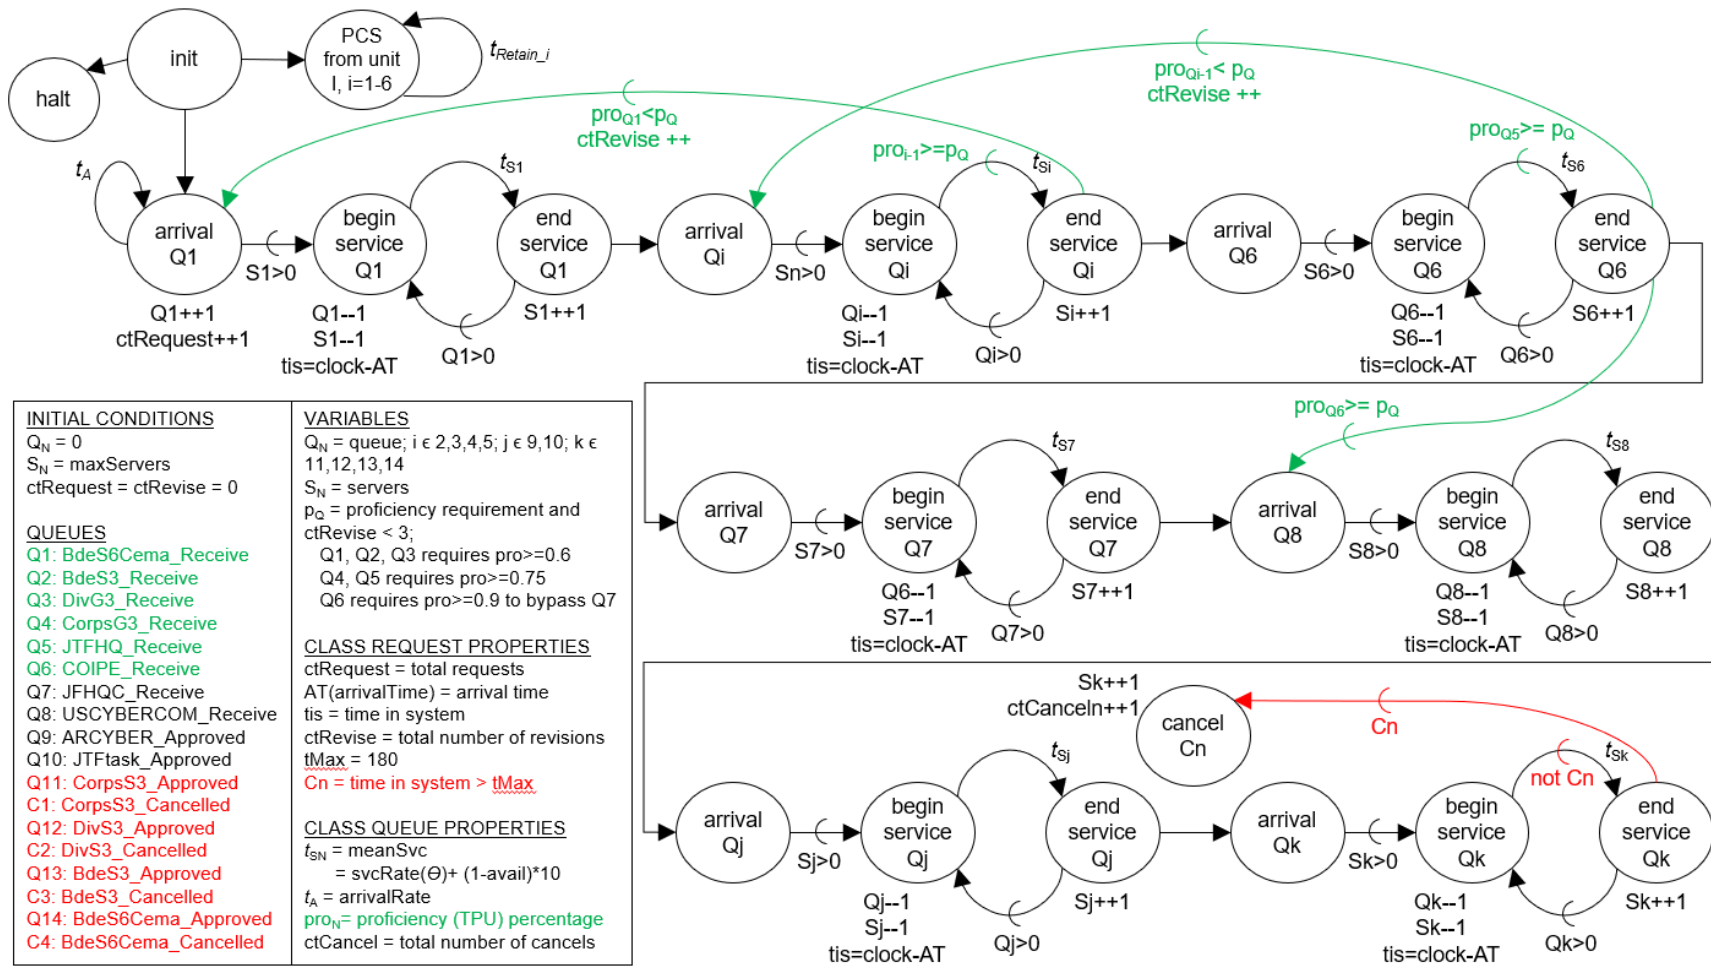 init
halt
PCS
from unit
I, i=1-6
tRetain_i
proQ1<pQ
ctRevise ++
proQi-1< pQ
ctRevise ++
proi-1>=pQ
proQ5>= pQ
tA
tS1
tSi
tS6
arrival
Q1
S1>0
begin
service
Q1
end
service
Q1
arrival
Qi
Sn>0
begin
service
Qi
end
service
Qi
arrival
Q6
S6>0
begin
service
Q6
end
service
Q6
Q1++1
ctRequest++1
Q1--1
S1--1
tis=clock-AT
Q1>0
S1++1
Qi--1
Si--1
tis=clock-AT
Qi>0
Si++1
Q6--1
S6--1
tis=clock-AT
Q6>0
S6++1
proQ6>= pQ
INITIAL CONDITIONS
QN = 0
SN = maxServers
ctRequest = ctRevise = 0
QUEUES
Q1: BdeS6Cema_Receive
Q2: BdeS3_Receive
Q3: DivG3_Receive
Q4: CorpsG3_Receive
Q5: JTFHQ_Receive
Q6: COIPE_Receive
Q7: JFHQC_Receive
Q8: USCYBERCOM_Receive
Q9: ARCYBER_Approved
Q10: JTFtask_Approved
Q11: CorpsS3_Approved
C1: CorpsS3_Cancelled
Q12: DivS3_Approved
C2: DivS3_Cancelled
Q13: BdeS3_Approved
C3: BdeS3_Cancelled
Q14: BdeS6Cema_Approved
C4: BdeS6Cema_Cancelled
VARIABLES
QN = queue; i ϵ 2,3,4,5; j ϵ 9,10; k ϵ
11,12,13,14
SN = servers
pQ = proficiency requirement and
ctRevise < 3;
Q1, Q2, Q3 requires pro>=0.6
Q4, Q5 requires pro>=0.75
Q6 requires pro>=0.9 to bypass Q7
CLASS REQUEST PROPERTIES
ctRequest = total requests
AT(arrivalTime) = arrival time
tis = time in system
ctRevise = total number of revisions
tMax = 180
Cn = time in system > tMax
CLASS QUEUE PROPERTIES
tSN = meanSvc
= svcRate(Θ)+ (1-avail)*10
tA = arrivalRate
proN= proficiency (TPU) percentage
ctCancel = total number of cancels
tS7
tS8
arrival
Q7
S7>0
begin
service
Q7
end
service
Q7
arrival
Q8
S8>0
begin
service
Q8
end
service
Q8
Q6--1
S7--1
tis=clock-AT
Q7>0
S7++1
Q8--1
S8--1
tis=clock-AT
Q8>0
S8++1
Sk++1
ctCanceln++1
cancel
Cn
Cn
tSj
not Cn
tSk
arrival
Qj
Sj>0
begin
service
Qj
end
service
Qj
arrival
Qk
Sk>0
begin
service
Qk
end
service
Qk
Qj--1
Sj--1
tis=clock-AT
Qj>0
Sj++1
Qk--1
Sk--1
tis=clock-AT
Qk>0
Sk++1